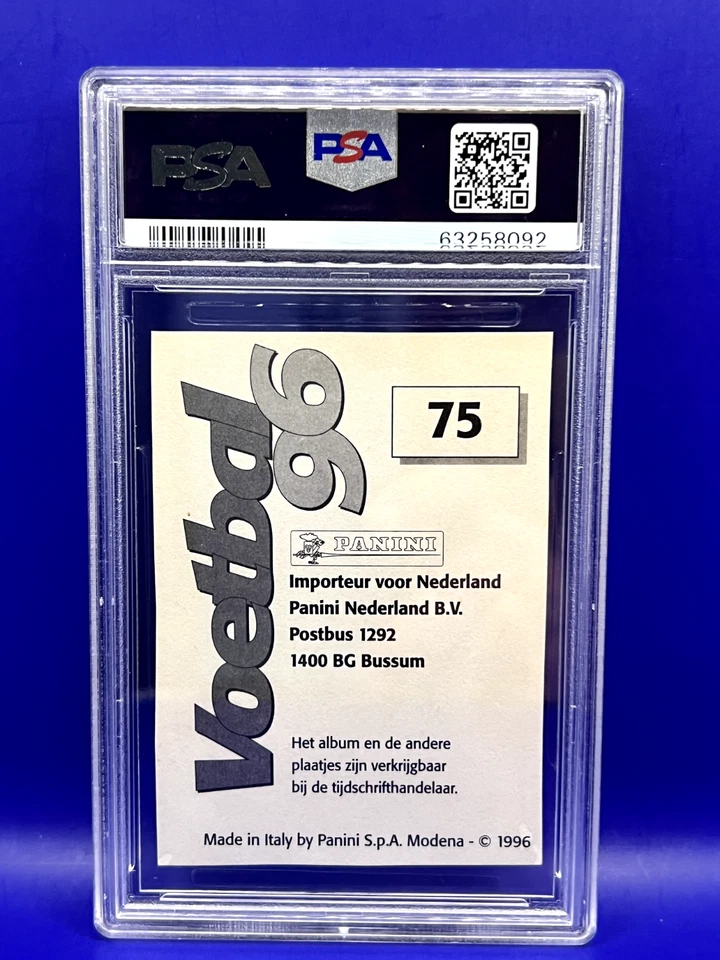 PSA
PSA
63258092
Voetbal 96
75
PANINI
Importeur voor Nederland
Panini Nederland B.V.
Postbus 1292
1400 BG Bussum
Het album en de andere
plaatjes zijn verkrijgbaar
bij de tijdschrifthandelaar.
Made in Italy by Panini S.p.A. Modena - © 1996